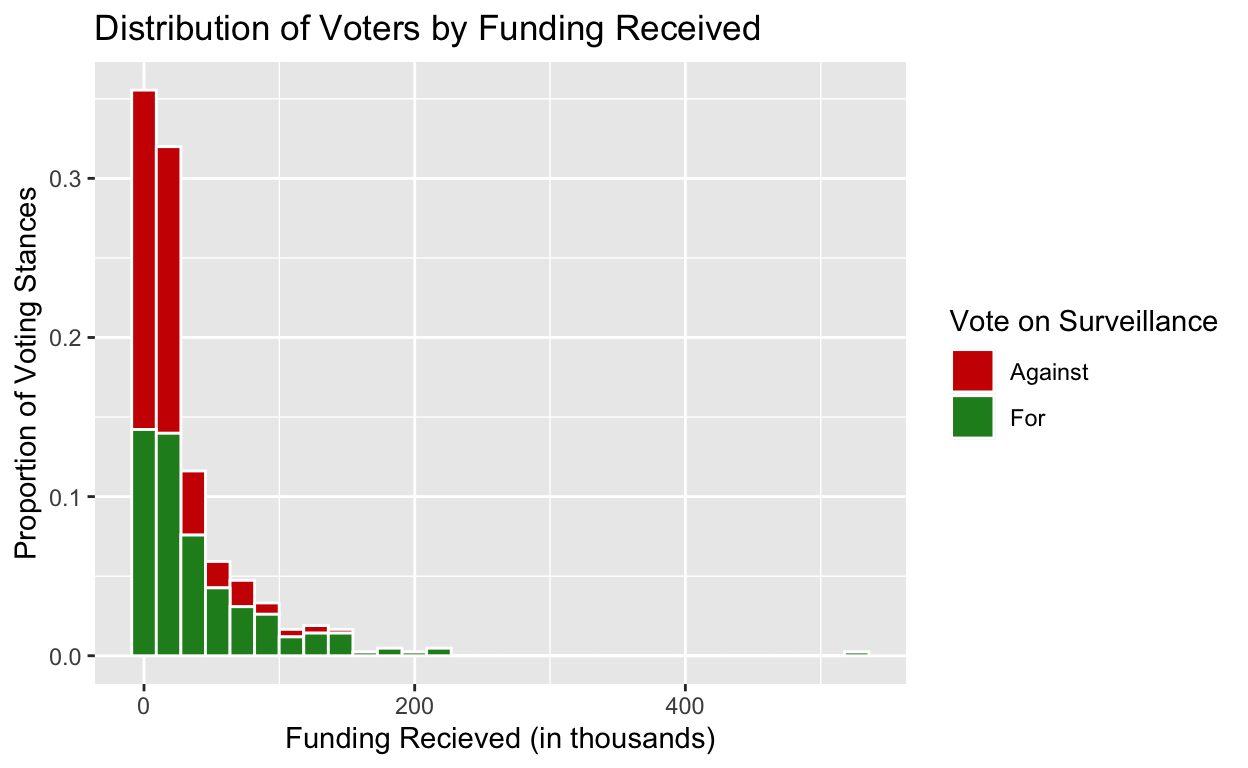 Distribution of Voters by Funding Received
Proportion of Voting Stances
0.3
0.2
0.1
0.0
0
200
400
Funding Recieved (in thousands)
Vote on Surveillance
Against
For